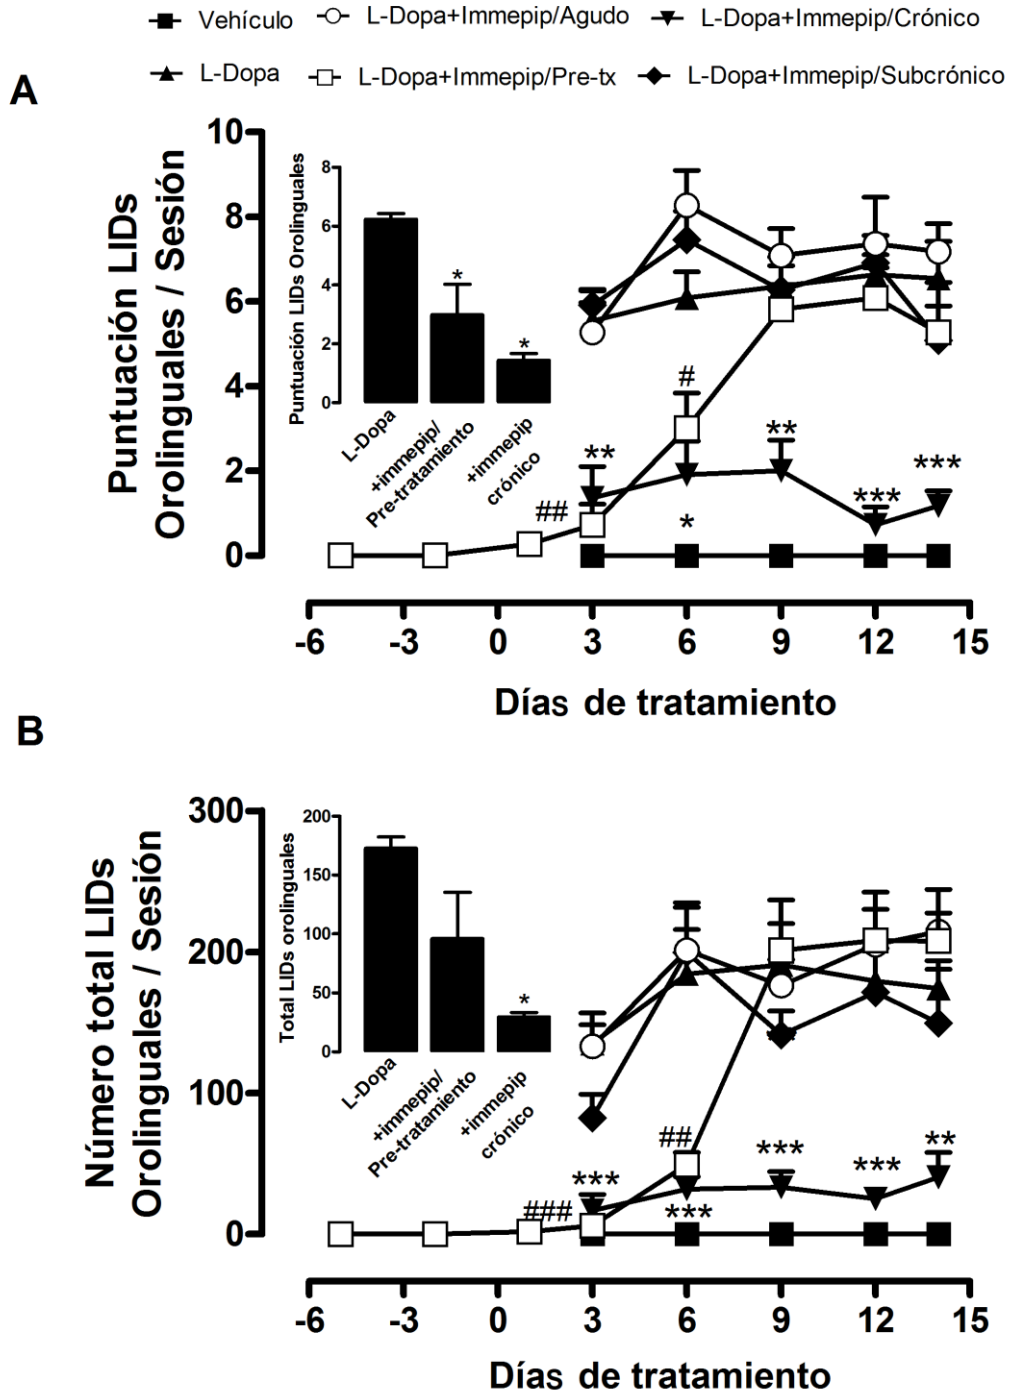 Vehículo L-Dopa+Immepip/Agudo L-Dopa+Immepip/Crónico
L-Dopa L-Dopa+Immepip/Pre-tx L-Dopa+Immepip/Subcrónico
A
Puntuación LIDs
Orolinguales / Sesión
10
8
6
4
2
0
Puntuación LIDs Orolinguales
8
6
4
2
0
*
*
L-Dopa
+immepip/
Pre-tratamiento
+immepip
crónico
##
**
#
*
**
***
***
-6 -3 0 3 6 9 12 15
Días de tratamiento
B
Número total LIDs
Orolinguales / Sesión
300
200
100
0
Total LIDs orolinguales
200
150
100
50
0
*
L-Dopa
+immepip/
Pre-tratamiento
+immepip
crónico
###
***
##
***
***
***
**
-6 -3 0 3 6 9 12 15
Días de tratamiento